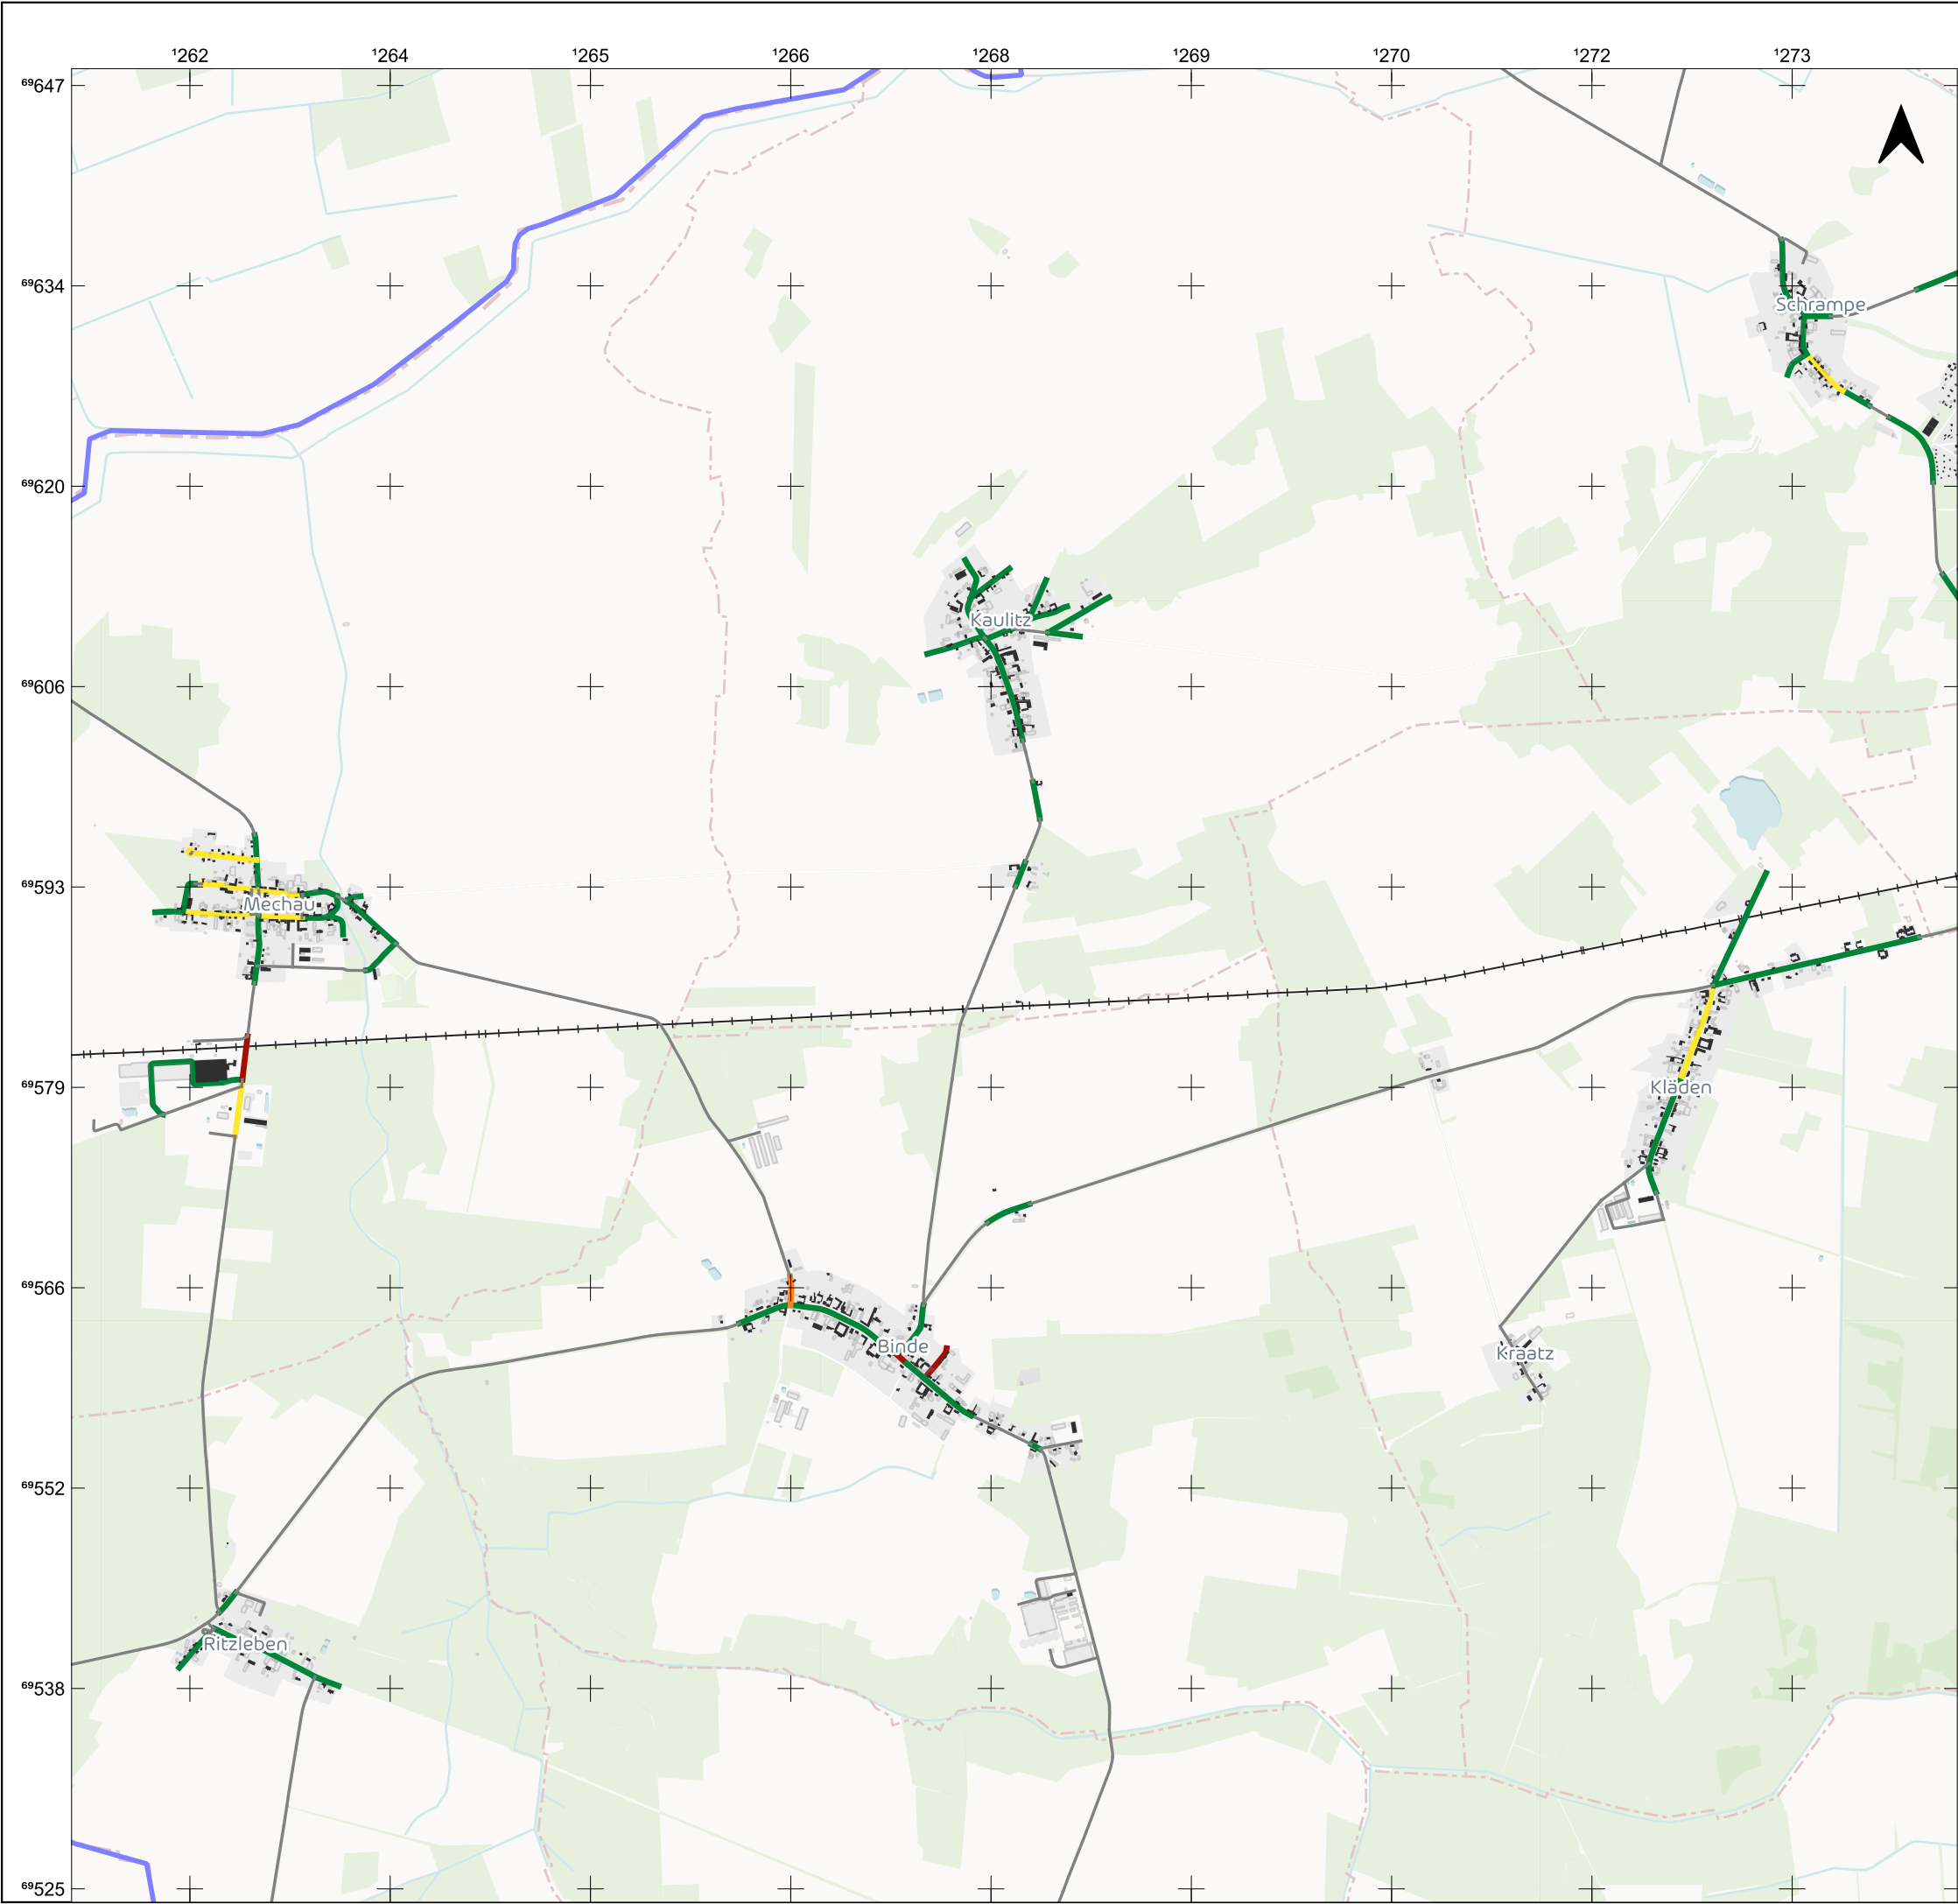 ¹262 ¹264 ¹265 ¹266 ¹268 ¹269 ¹270 ¹272 ¹273
⁶⁹647
⁶⁹634
Schrampe
⁶⁹620
Kaulitz
⁶⁹606
⁶⁹593
Mechau
⁶⁹579
Kläden
⁶⁹566
Binde
Kraatz
⁶⁹552
Ritzleben
⁶⁹538
⁶⁹525